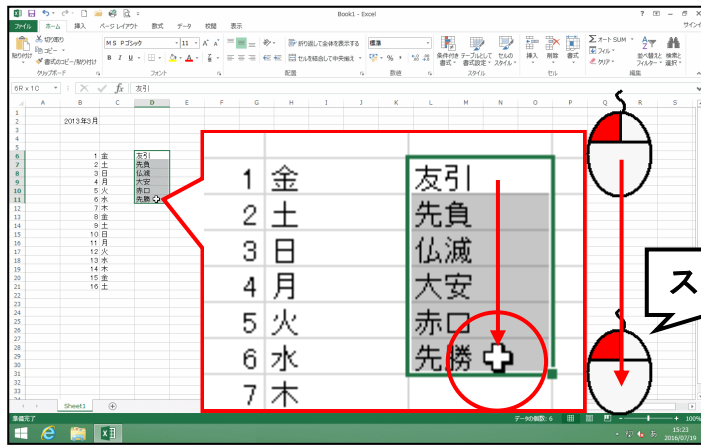 Book1 - Excel
サインイ
ファイル ホーム 挿入 ページ レイアウト 数式 データ 校閲 表示
切り取り
コピー
書式のコピー/貼り付け
貼り付け
クリップボード
MS Pゴシック 11
B I U
フォント
折り返して全体を表示する
セルを結合して中央揃え
配置
標準
数値
条件付き書式
テーブルとして書式設定
セルのスタイル
スタイル
挿入 削除 書式
セル
オート SUM
フィル
クリア
並べ替えとフィルター
検索と選択
編集
6R x 1C fx 友引
A B C D E F G H I J K L M N O P Q R S
2013年3月
1 金 友引
2 土 先負
3 日 仏滅
4 月 大安
5 火 赤口
6 水 先勝
7 木
8 金
9 土
10 日
11 月
12 火
13 水
14 木
15 金
16 土
1 金 友引
2 土 先負
3 日 仏滅
4 月 大安
5 火 赤口
6 水 先勝
7 木
ス
Sheet1
準備完了 データの個数: 6 100%
15:23
2016/07/19